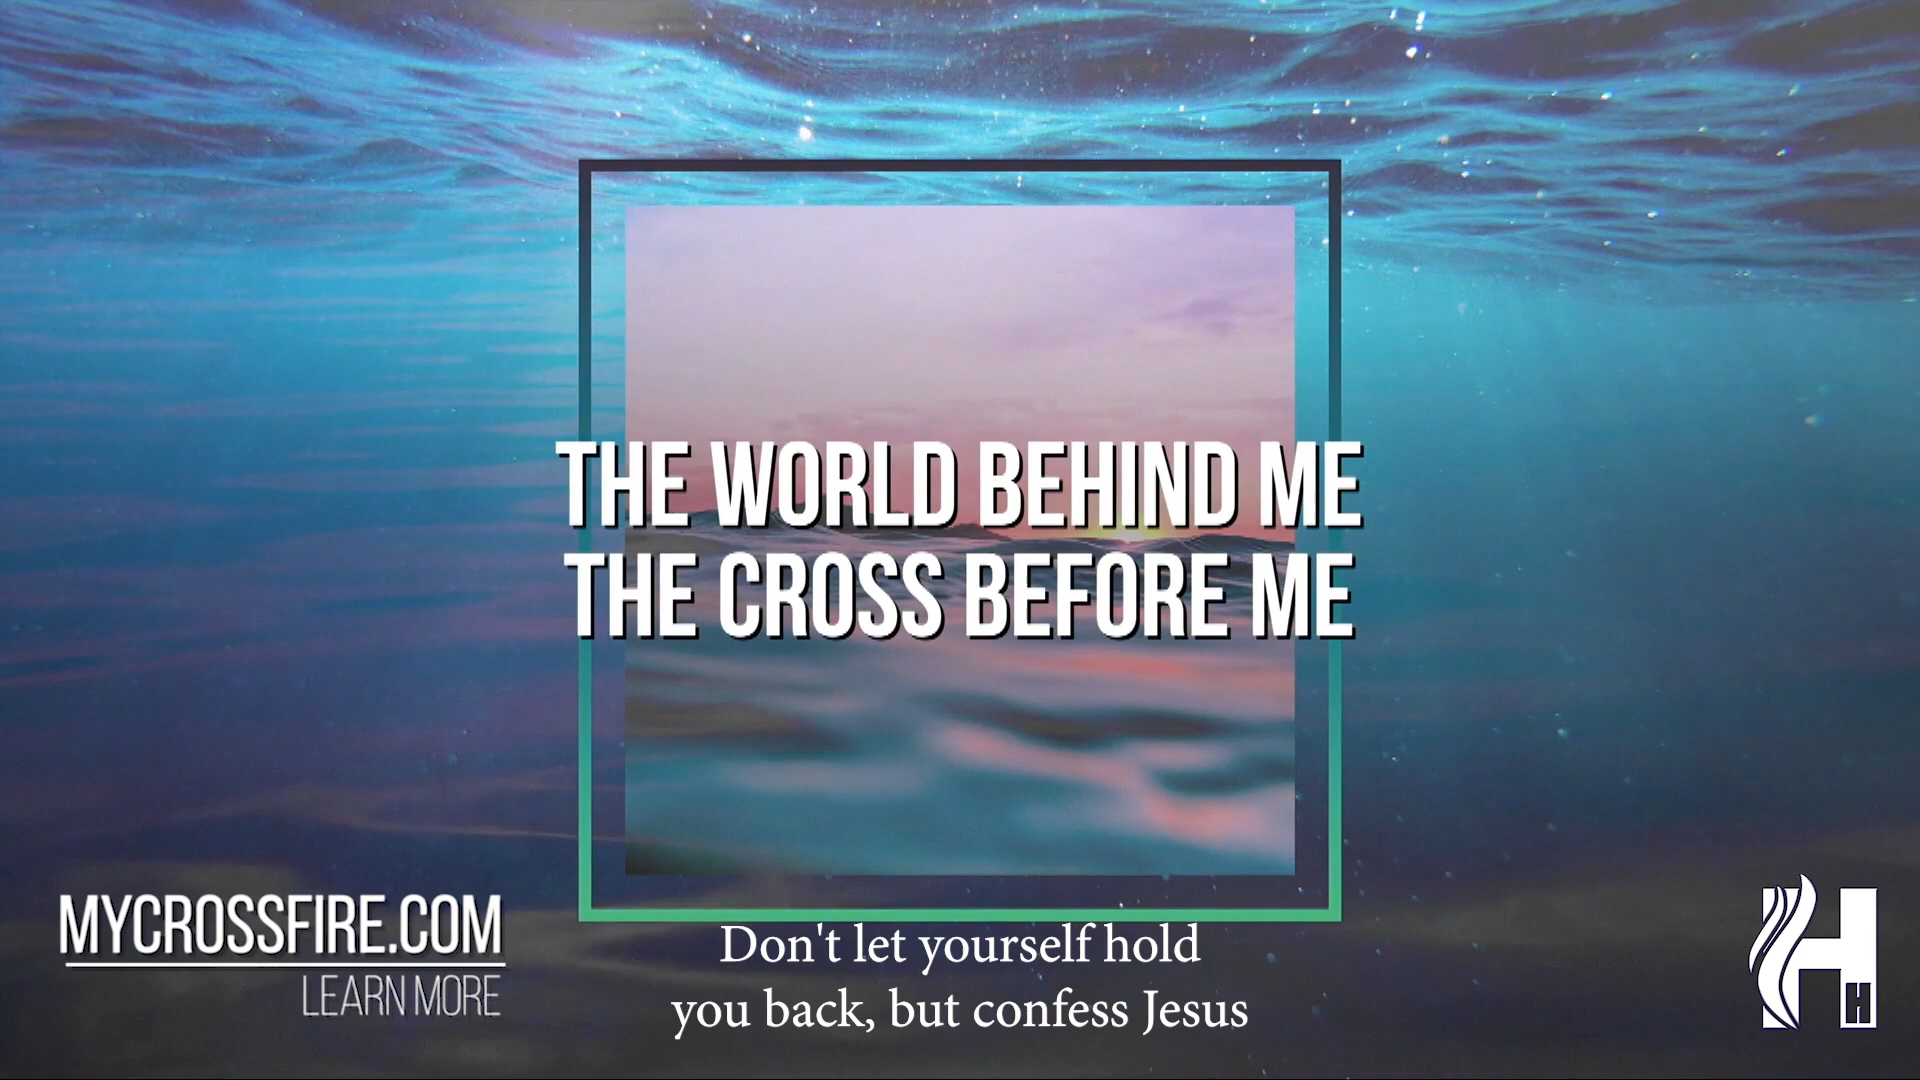 THE WORLD BEHIND ME
THE CROSS BEFORE ME
MYCROSSFIRE.COM
LEARN MORE
Don't let yourself hold
you back, but confess Jesus
H
H